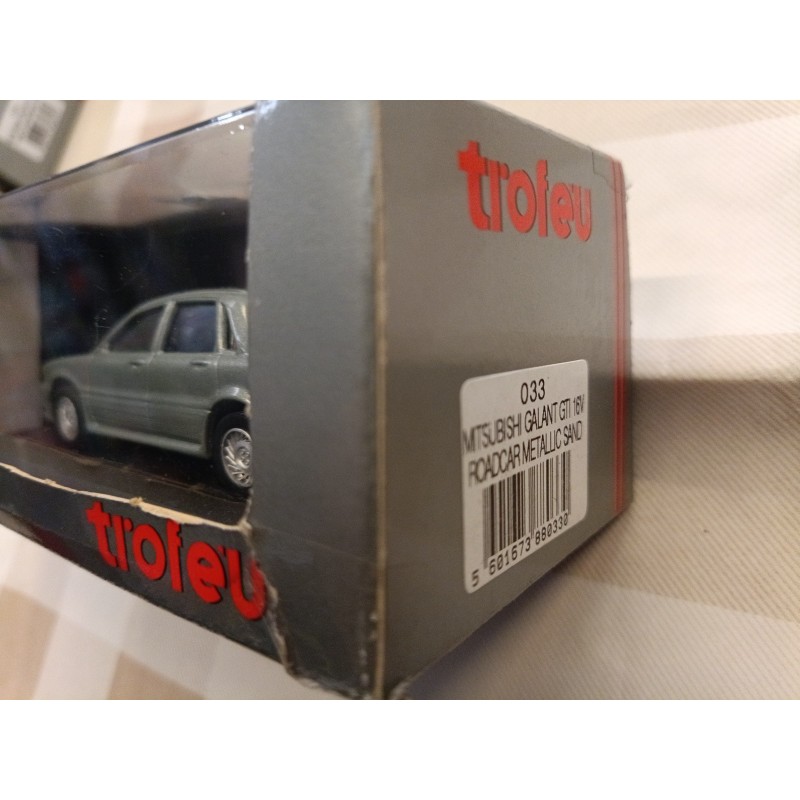 trofeu
033
MITSUBISHI GALANT GTI 16V
ROADCAR METALLIC SAND
5 601673 880330
trofeu